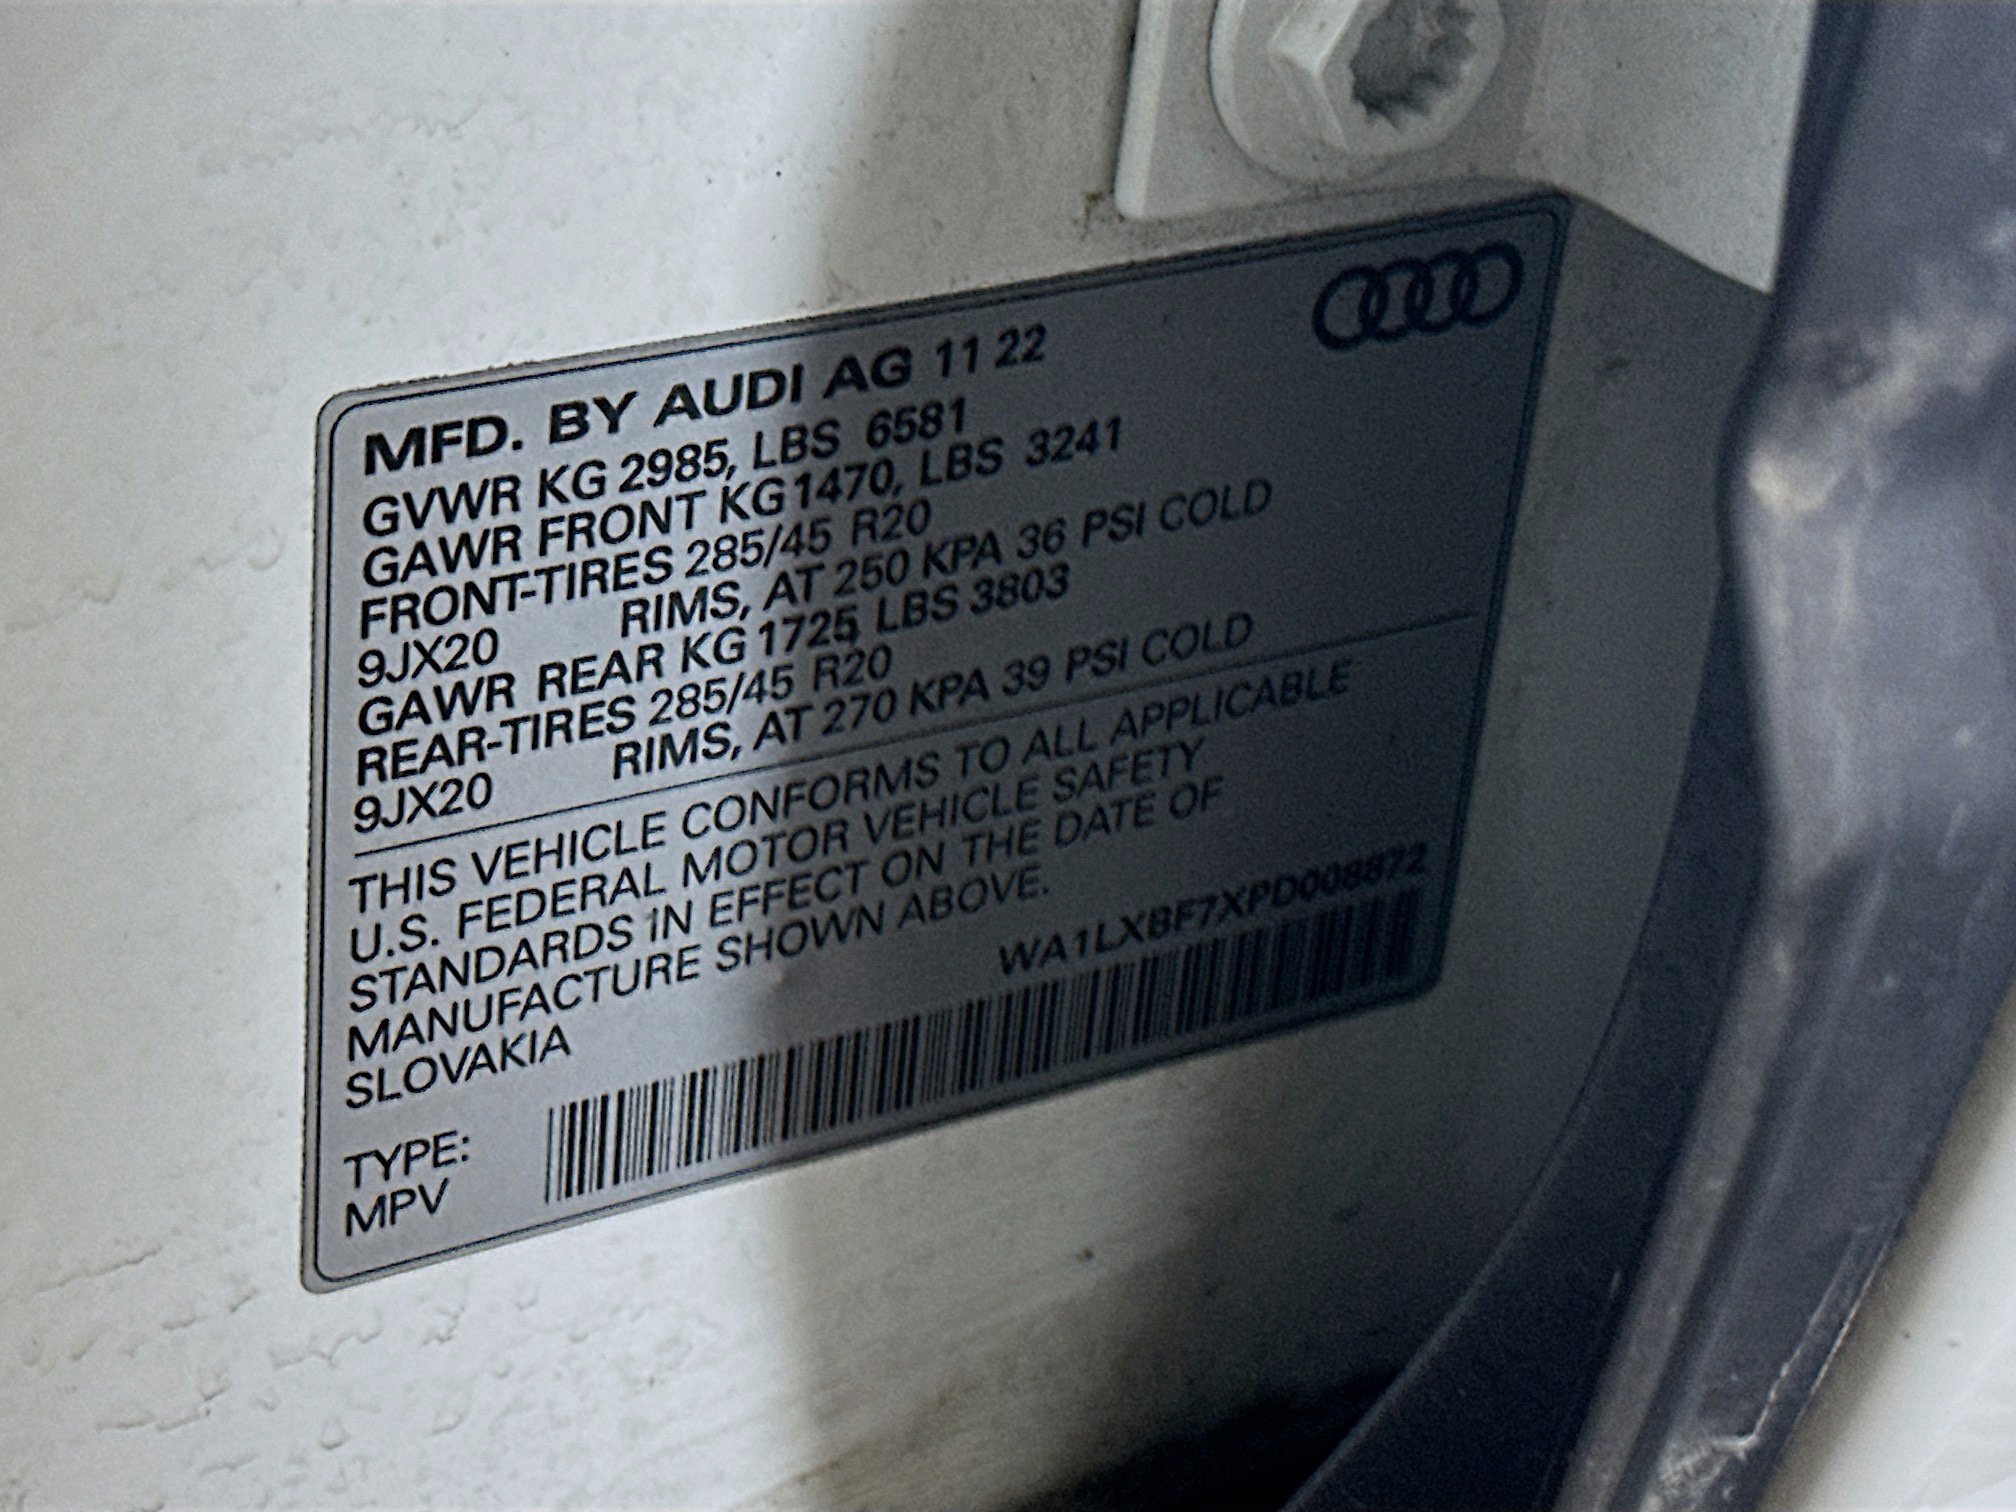 MFD. BY AUDI AG 11 22
GVWR KG 2985, LBS 6581
GAWR FRONT KG 1470, LBS 3241
FRONT-TIRES 285/45 R20
9JX20 RIMS, AT 250 KPA 36 PSI COLD
GAWR REAR KG 1725, LBS 3803
REAR-TIRES 285/45 R20
9JX20 RIMS, AT 270 KPA 39 PSI COLD
THIS VEHICLE CONFORMS TO ALL APPLICABLE
U.S. FEDERAL MOTOR VEHICLE SAFETY
STANDARDS IN EFFECT ON THE DATE OF
MANUFACTURE SHOWN ABOVE.
SLOVAKIA
WA1LXBF7XPD008872
TYPE:
MPV